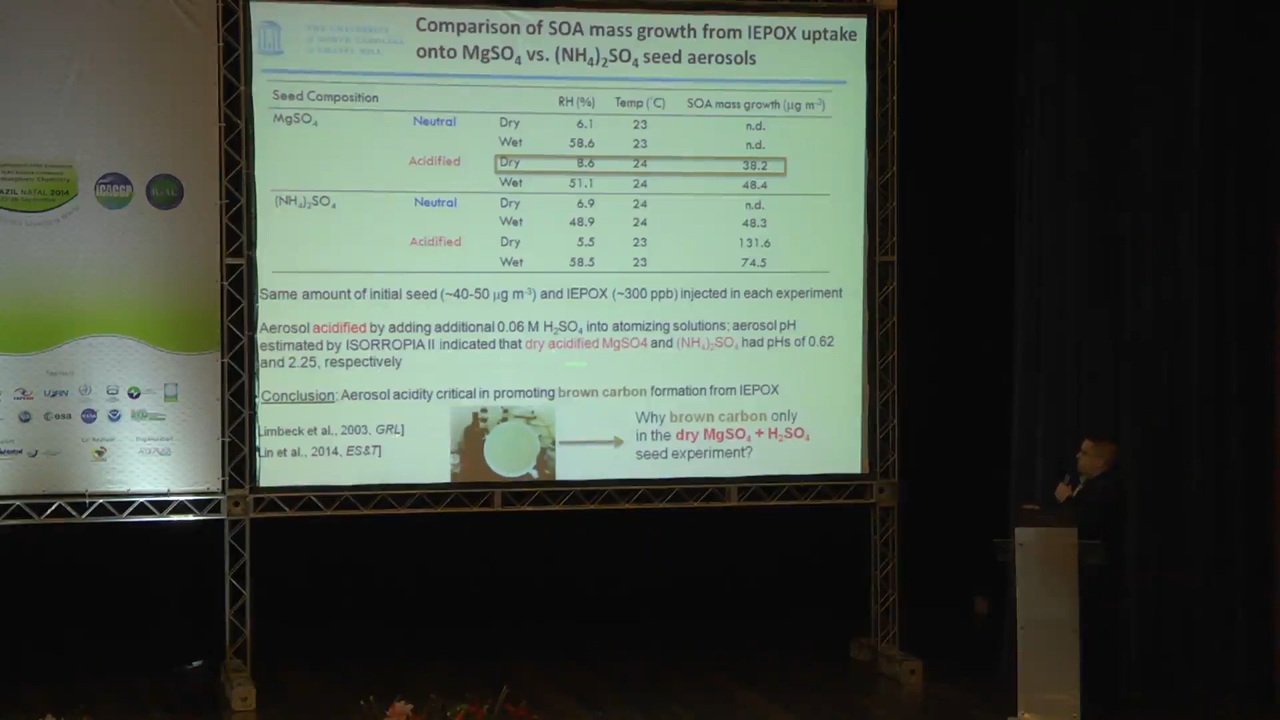 Comparison of SOA mass growth from IEPOX uptake
onto MgSO₄ vs. (NH₄)₂SO₄ seed aerosols
Seed Composition RH (%) Temp (°C) SOA mass growth (µg m⁻³)
MgSO₄ Neutral Dry 6.1 23 n.d.
Wet 58.6 23 n.d.
Acidified Dry 8.6 24 38.2
Wet 51.1 24 48.4
(NH₄)₂SO₄ Neutral Dry 6.9 24 n.d.
Wet 48.9 24 48.3
Acidified Dry 5.5 23 131.6
Wet 58.5 23 74.5
Same amount of initial seed (~40-50 µg m⁻³) and IEPOX (~300 ppb) injected in each experiment
Aerosol acidified by adding additional 0.06 M H₂SO₄ into atomizing solutions; aerosol pH
estimated by ISORROPIA II indicated that dry acidified MgSO4 and (NH₄)₂SO₄ had pHs of 0.62
and 2.25, respectively
Conclusion: Aerosol acidity critical in promoting brown carbon formation from IEPOX
Limbeck et al., 2003, GRL]
Lin et al., 2014, ES&T]
Why brown carbon only
in the dry MgSO₄ + H₂SO₄
seed experiment?
AZIL NATAL 2014
iCACGP
IGAC
esa